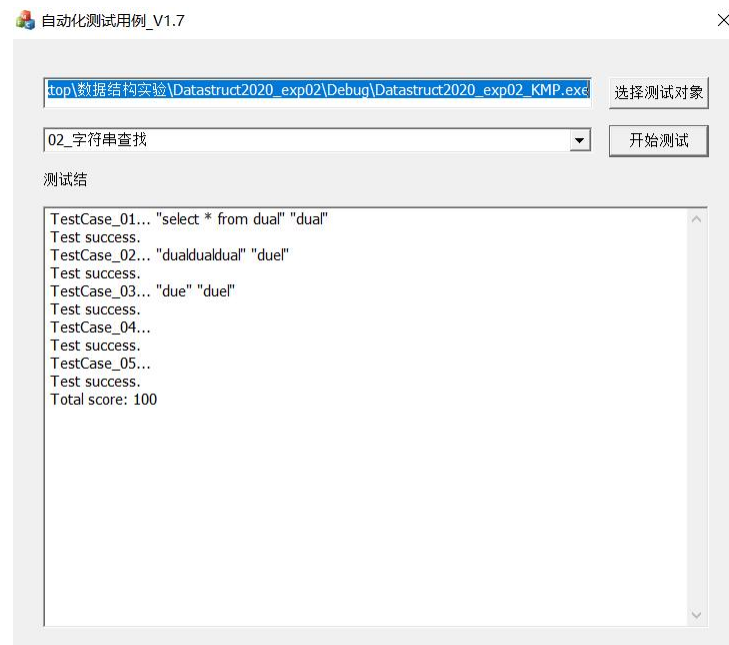 自动化测试用例_V1.7
top\数据结构实验\Datastruct2020_exp02\Debug\Datastruct2020_exp02_KMP.exe
选择测试对象
02_字符串查找
开始测试
测试结
TestCase_01... "select * from dual" "dual"
Test success.
TestCase_02... "dualdualdual" "duel"
Test success.
TestCase_03... "due" "duel"
Test success.
TestCase_04...
Test success.
TestCase_05...
Test success.
Total score: 100